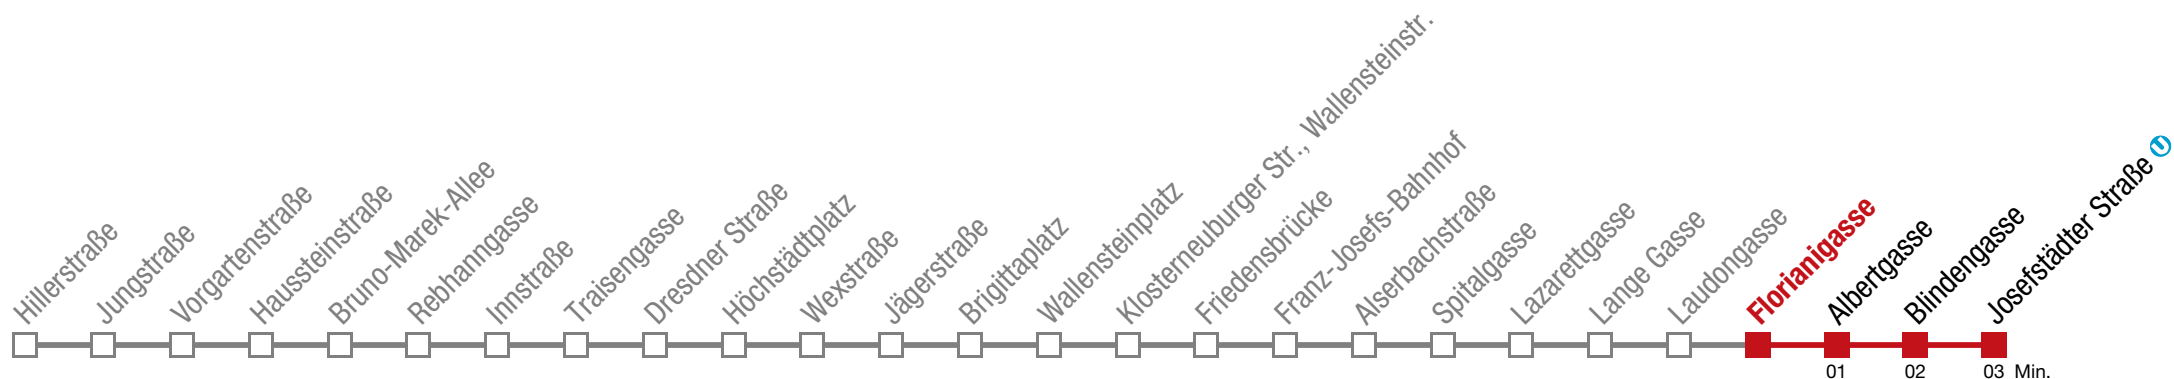 Hillerstraße
Jungstraße
Vorgartenstraße
Haussteinstraße
Bruno-Marek-Allee
Rebhanngasse
Innstraße
Traisengasse
Dresdner Straße
Höchstädtplatz
Wexstraße
Jägerstraße
Brigittaplatz
Wallensteinplatz
Klosterneuburger Str., Wallensteinstr.
Friedensbrücke
Franz-Josefs-Bahnhof
Alserbachstraße
Spitalgasse
Lazarettgasse
Lange Gasse
Laudongasse
Florianigasse
Albertgasse
Blindengasse
Josefstädter Straße U
01 02 03 Min.